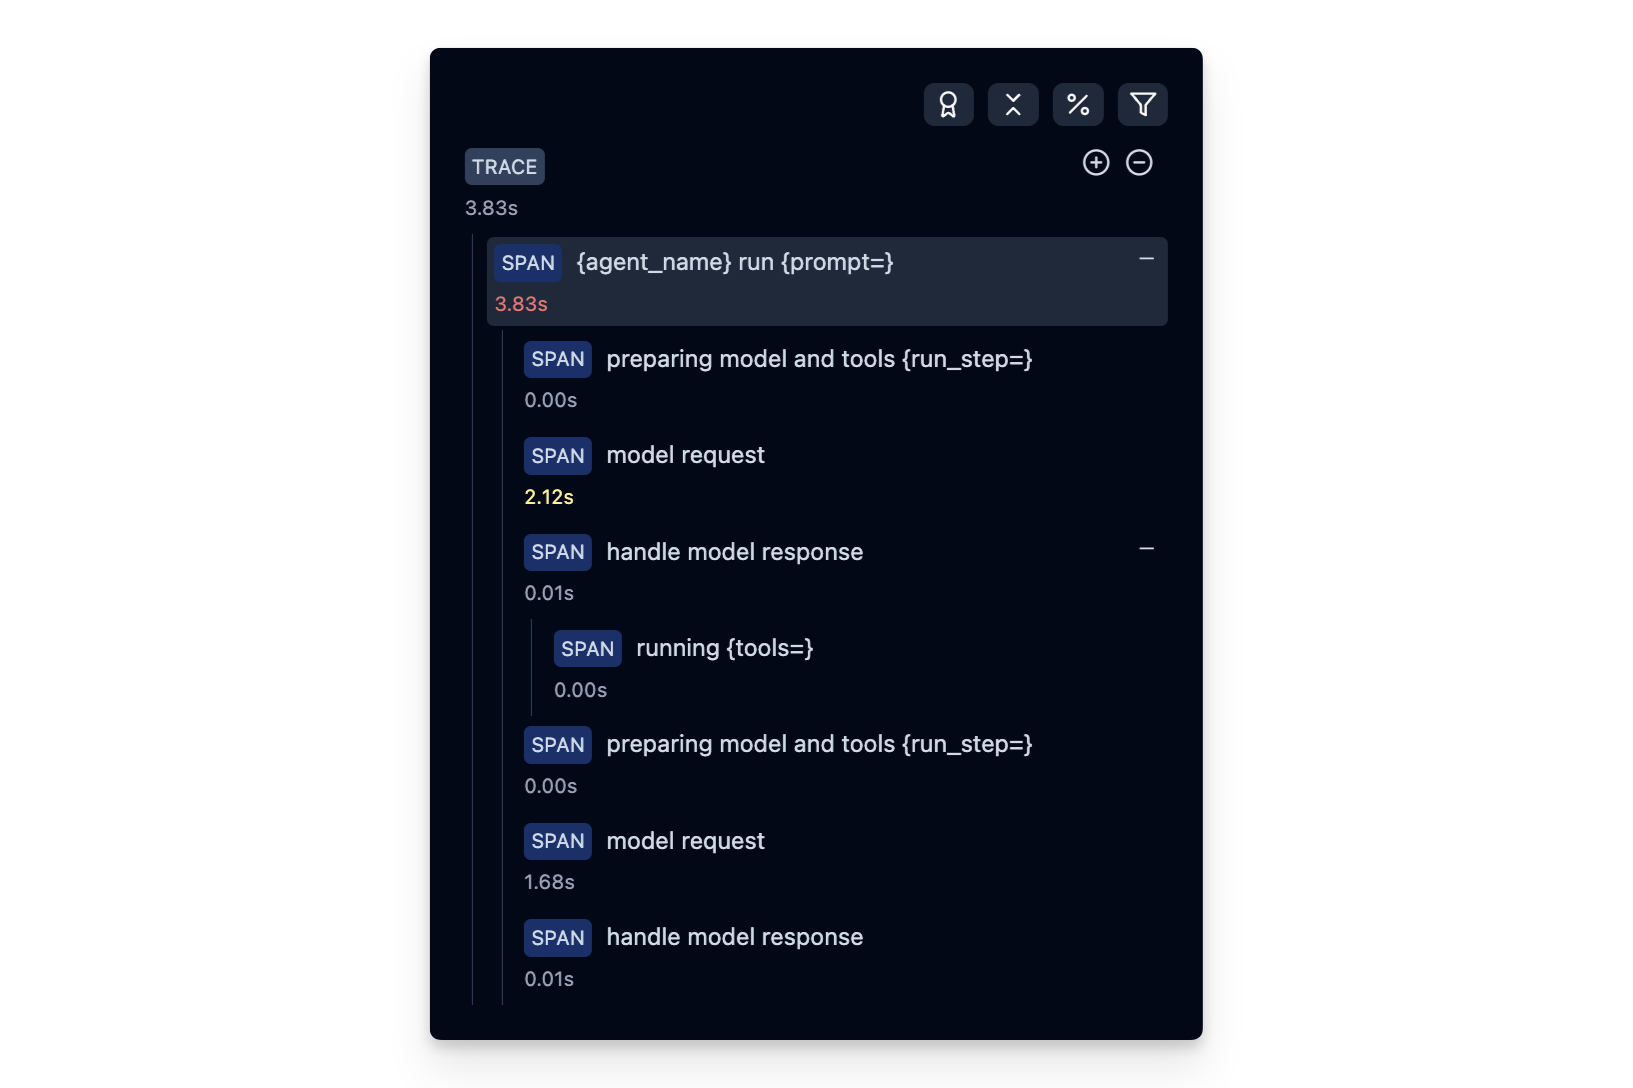 TRACE
3.83s
SPAN {agent_name} run {prompt=}
3.83s
SPAN preparing model and tools {run_step=}
0.00s
SPAN model request
2.12s
SPAN handle model response
0.01s
SPAN running {tools=}
0.00s
SPAN preparing model and tools {run_step=}
0.00s
SPAN model request
1.68s
SPAN handle model response
0.01s